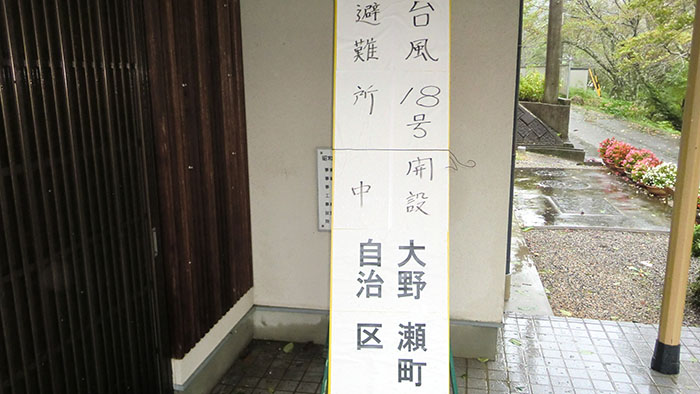 台風18号開設
避難所中
大野瀬町
自治区